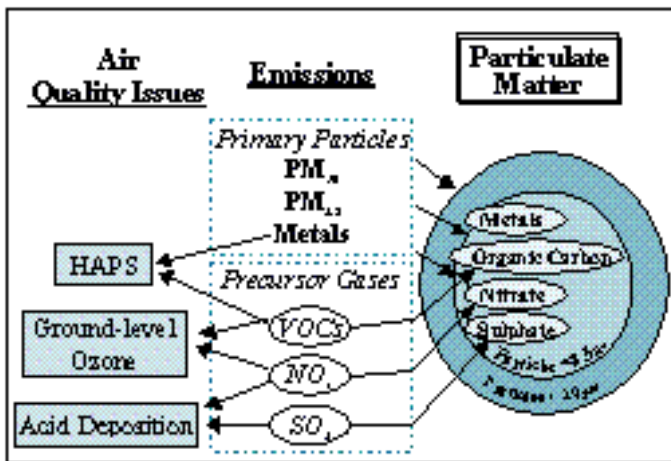 Air
Quality Issues
Emissions
Particulate
Matter
Primary Particles
PM
PM
Metals
HAPS
Precursor Gases
VOCs
Ground-level
Ozone
NO
Acid Deposition
SO
Metals
Organic Carbon
Nitrate
Sulphate